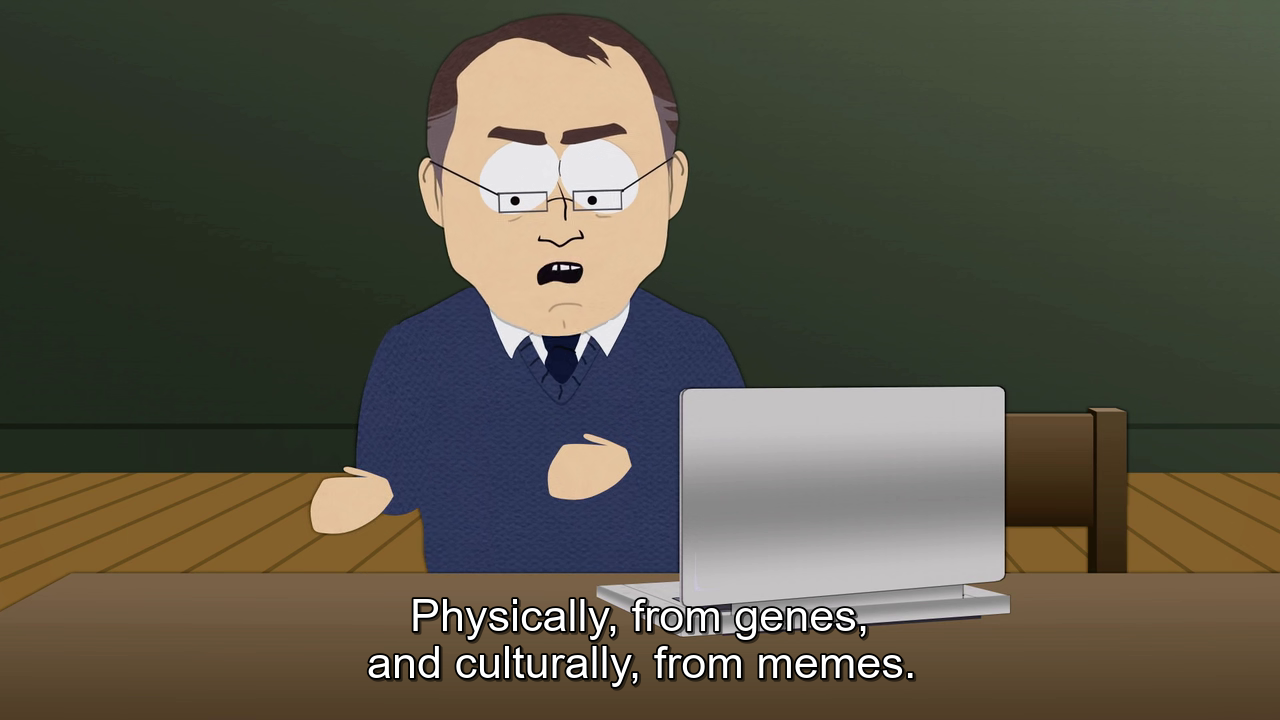 Physically, from genes,
and culturally, from memes.